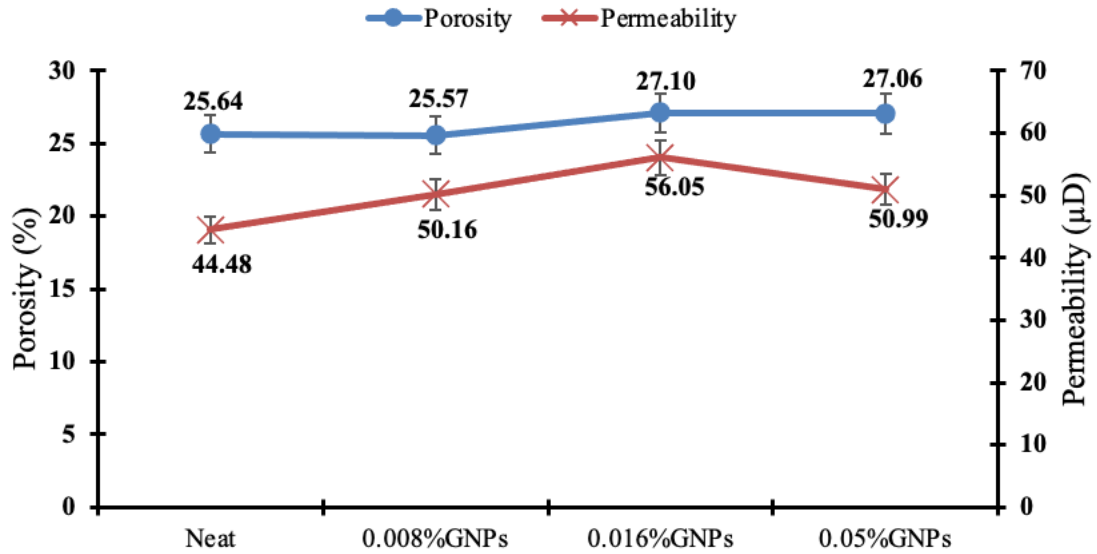 Porosity Permeability
30 70
25.64 25.57 27.10 27.06
25 60
20 50
44.48 50.16 56.05 50.99
15 40
10 30
5 20
0 10
0
Porosity (%)
Permeability (µD)
Neat 0.008%GNPs 0.016%GNPs 0.05%GNPs